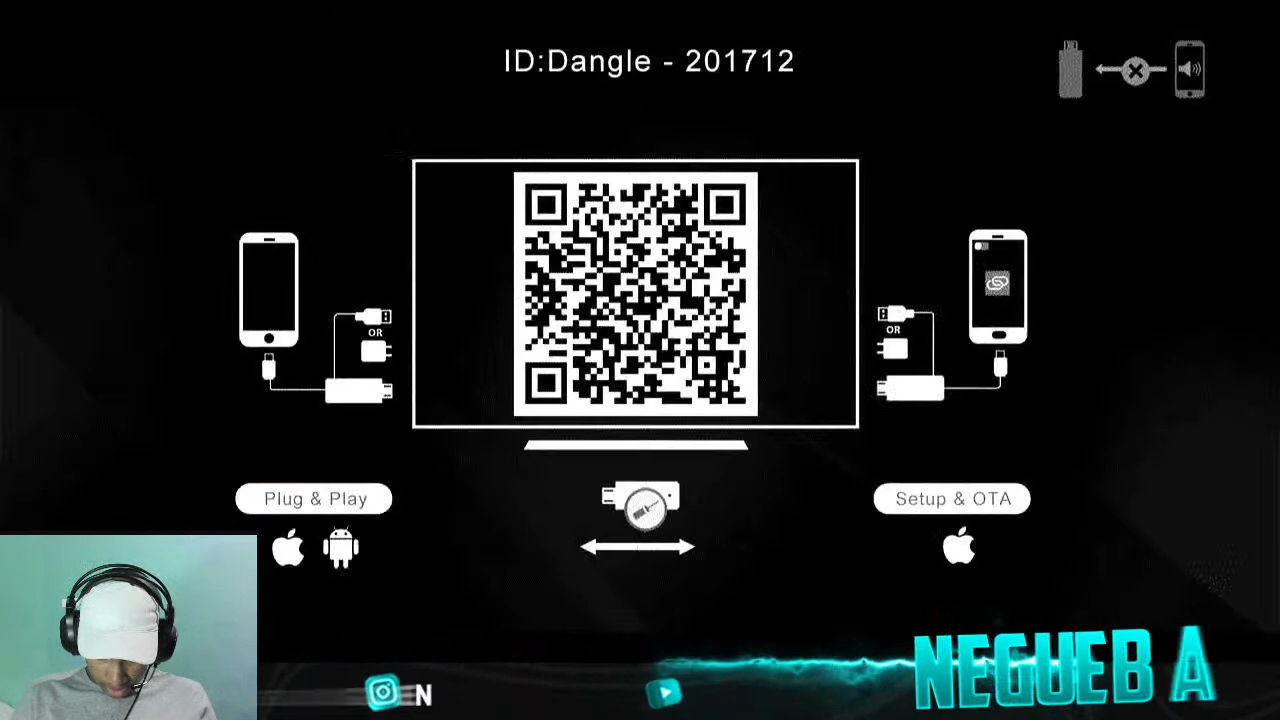 ID:Dangle - 201712
OR
OR
Plug & Play
Setup & OTA
N
NEGUEB A